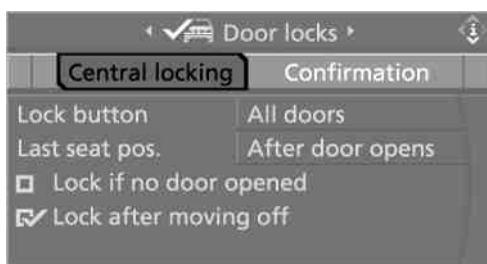 Door locks
Central locking Confirmation
Lock button All doors
Last seat pos. After door opens
Lock if no door opened
Lock after moving off